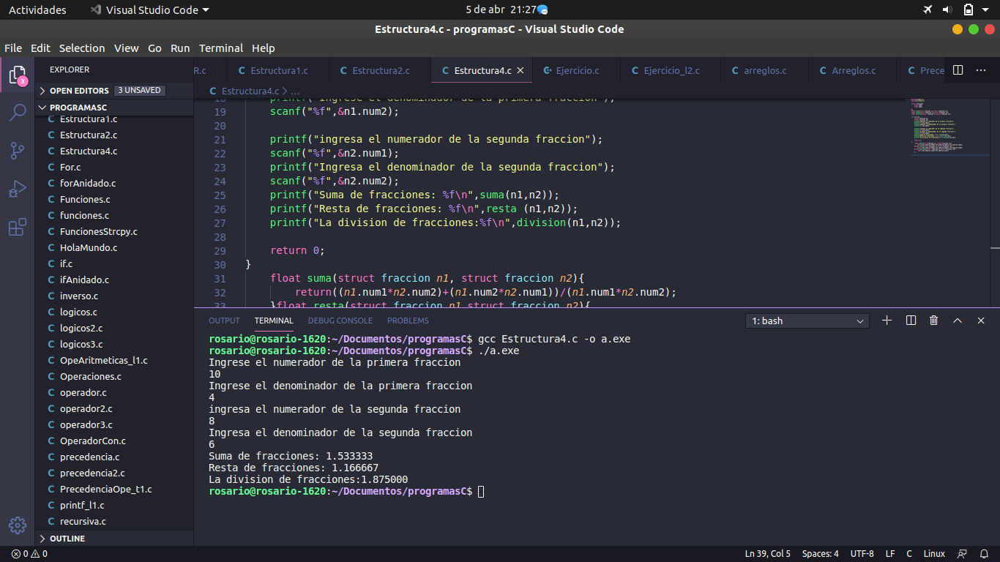 Actividades
Visual Studio Code
5 de abr 21:27
Estructura4.c - programasC - Visual Studio Code
File Edit Selection View Go Run Terminal Help
3
EXPLORER
OPEN EDITORS 3 UNSAVED
PROGRAMASC
Estructura1.c
Estructura2.c
Estructura4.c
For.c
forAnidado.c
Funciones.c
funciones.c
FuncionesStrcpy.c
HolaMundo.c
if.c
ifAnidado.c
inverso.c
logicos.c
logicos2.c
logicos3.c
OpeAritmeticas_l1.c
Operaciones.c
operador.c
operador2.c
operador3.c
OperadorCon.c
precedencia.c
precedencia2.c
PrecedenciaOpe_t1.c
printf_l1.c
recursiva.c
OUTLINE
R.c
C Estructura1.c
C Estructura2.c
C Estructura4.c
Ejercicio.c
C Ejercicio_l2.c
C arreglos.c
C Arreglos.c
C Prece
C Estructura4.c > ...
18 printf("Ingrese el denominador de la primera fraccion");
19 scanf("%f",&n1.num2);
20
21 printf("ingresa el numerador de la segunda fraccion");
22 scanf("%f",&n2.num1);
23 printf("Ingresa el denominador de la segunda fraccion");
24 scanf("%f",&n2.num2);
25 printf("Suma de fracciones: %f\n",suma(n1,n2));
26 printf("Resta de fracciones: %f\n",resta (n1,n2));
27 printf("La division de fracciones:%f\n",division(n1,n2));
28
29 return 0;
30 }
31 float suma(struct fraccion n1, struct fraccion n2){
32 return((n1.num1*n2.num2)+(n1.num2*n2.num1))/(n1.num1*n2.num2);
33 }float resta(struct fraccion n1,struct fraccion n2){
OUTPUT TERMINAL DEBUG CONSOLE PROBLEMS
1: bash
rosario@rosario-1620:~/Documentos/programasC$ gcc Estructura4.c -o a.exe
rosario@rosario-1620:~/Documentos/programasC$ ./a.exe
Ingrese el numerador de la primera fraccion
10
Ingrese el denominador de la primera fraccion
4
ingresa el numerador de la segunda fraccion
8
Ingresa el denominador de la segunda fraccion
6
Suma de fracciones: 1.533333
Resta de fracciones: 1.166667
La division de fracciones:1.875000
rosario@rosario-1620:~/Documentos/programasC$
0 0
Ln 39, Col 5 Spaces: 4 UTF-8 LF C Linux